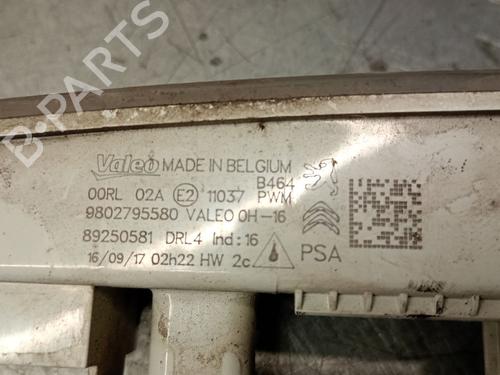 B-PARTS
Valeo MADE IN BELGIUM
B464
00RL 02A E2 11037 PWM
9802795580 VALEO 0H-16
89250581 DRL4 Ind: 16
16/09/17 02h22 HW 2c
PSA